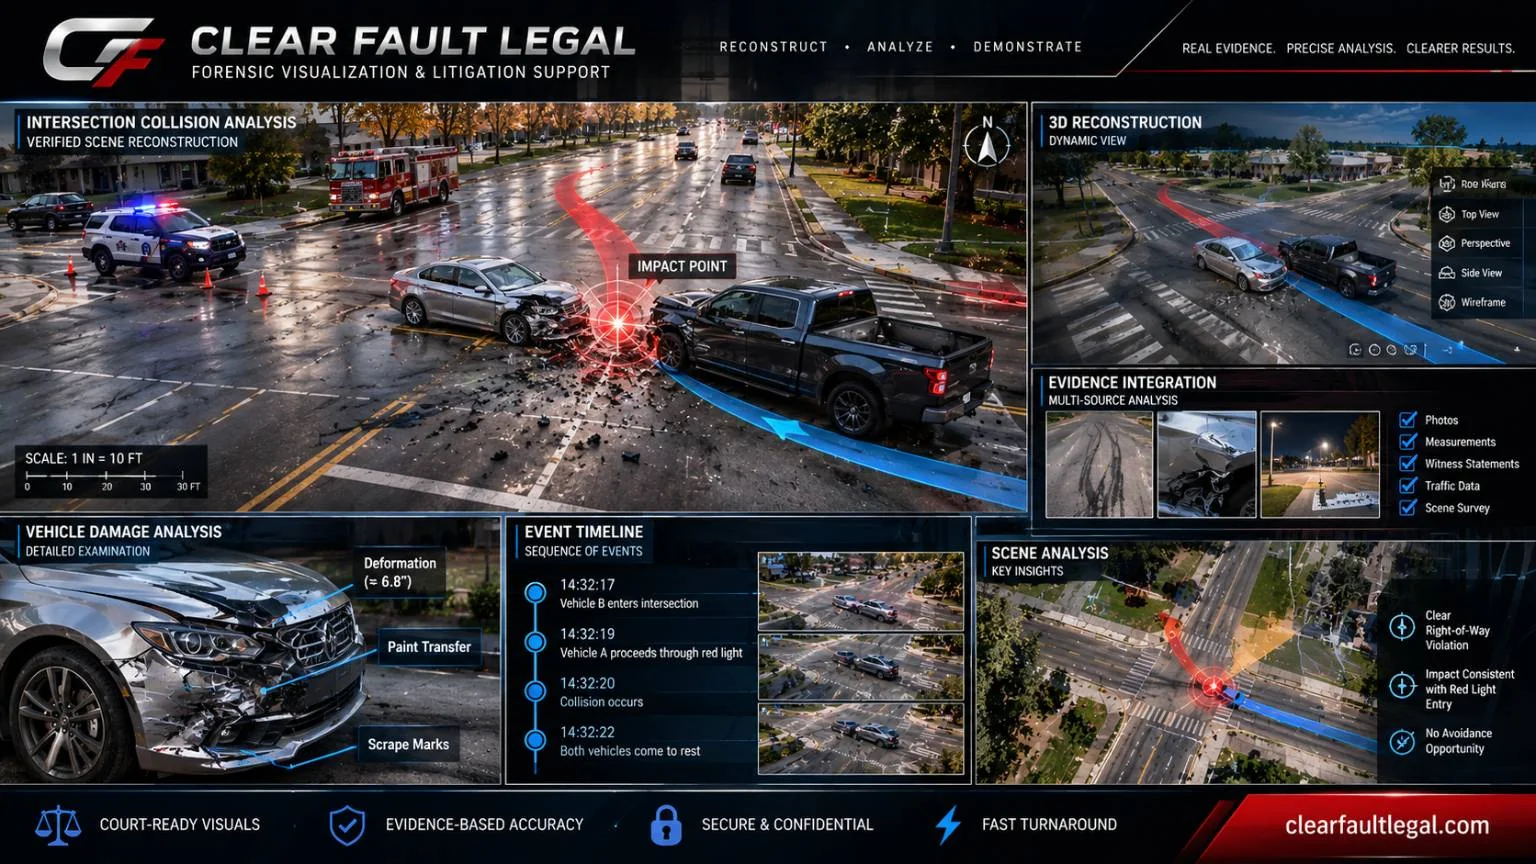 CF
CLEAR FAULT LEGAL
FORENSIC VISUALIZATION & LITIGATION SUPPORT
RECONSTRUCT • ANALYZE • DEMONSTRATE
REAL EVIDENCE. PRECISE ANALYSIS. CLEARER RESULTS.
INTERSECTION COLLISION ANALYSIS
VERIFIED SCENE RECONSTRUCTION
N
IMPACT POINT
SCALE: 1 IN = 10 FT
0 10 20 30 30 FT
3D RECONSTRUCTION
DYNAMIC VIEW
Top View
Perspective
Side View
Wireframe
EVIDENCE INTEGRATION
MULTI-SOURCE ANALYSIS
Photos
Measurements
Witness Statements
Traffic Data
Scene Survey
VEHICLE DAMAGE ANALYSIS
DETAILED EXAMINATION
Deformation
(≈ 6.8")
Paint Transfer
Scrape Marks
EVENT TIMELINE
SEQUENCE OF EVENTS
14:32:17
Vehicle B enters intersection
14:32:19
Vehicle A proceeds through red light
14:32:20
Collision occurs
14:32:22
Both vehicles come to rest
SCENE ANALYSIS
KEY INSIGHTS
Clear
Right-of-Way
Violation
Impact Consistent
with Red Light
Entry
No Avoidance
Opportunity
COURT-READY VISUALS
EVIDENCE-BASED ACCURACY
SECURE & CONFIDENTIAL
FAST TURNAROUND
clearfaultlegal.com